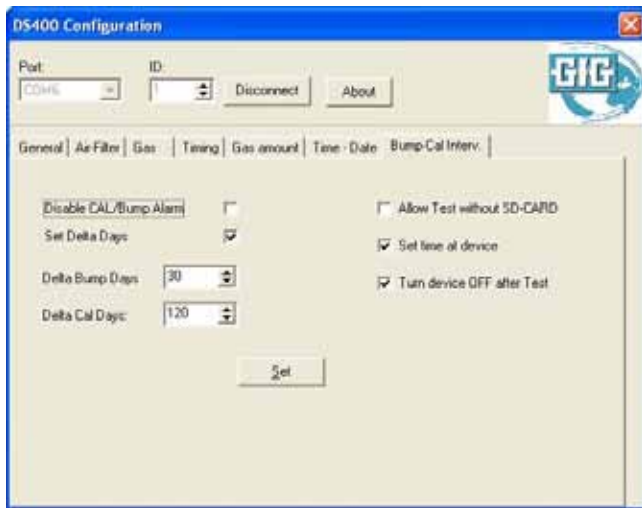 DS400 Configuration
Port: ID:
COM6 1 Disconnect About
GfG
General Air-Filter Gas Timing Gas amount Time - Date Bump-Cal Interv.
Disable CAL/Bump Alarm Allow Test without SD-CARD
Set Delta Days Set time at device
Delta Bump Days 30 Turn device OFF after Test
Delta Cal Days: 120
Set